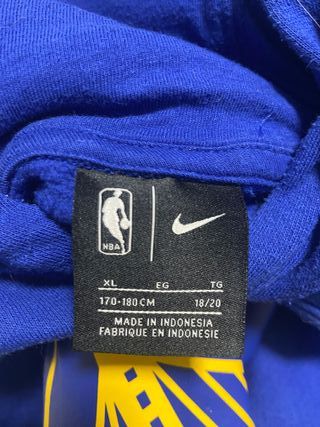 NBA
XL EG TG
170-180CM 18/20
MADE IN INDONESIA
FABRIQUE EN INDONESIE